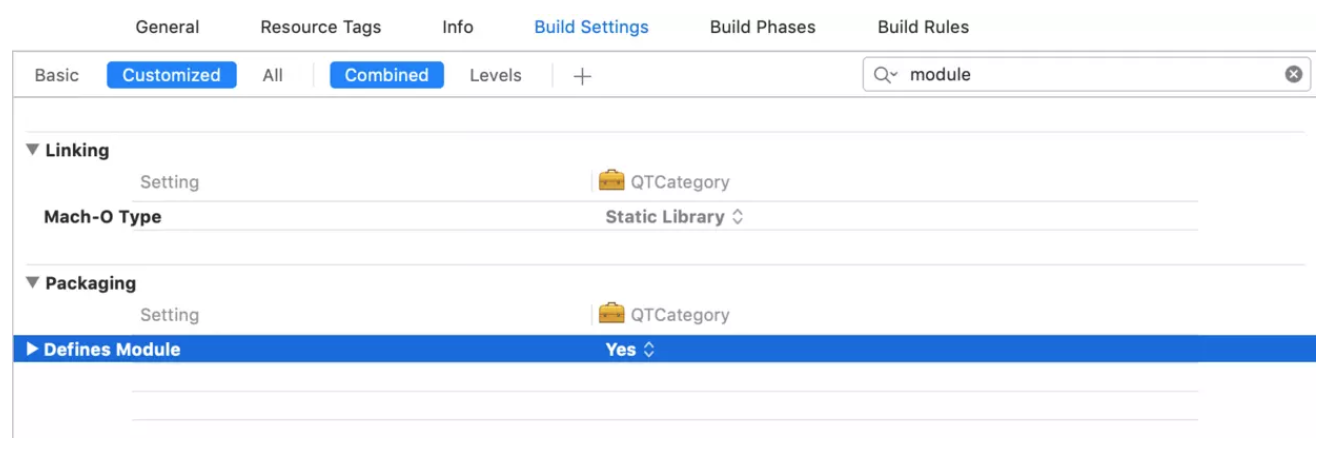 General Resource Tags Info Build Settings Build Phases Build Rules
Basic Customized All Combined Levels + module
Linking
Setting QTCategory
Mach-O Type Static Library
Packaging
Setting QTCategory
Defines Module Yes